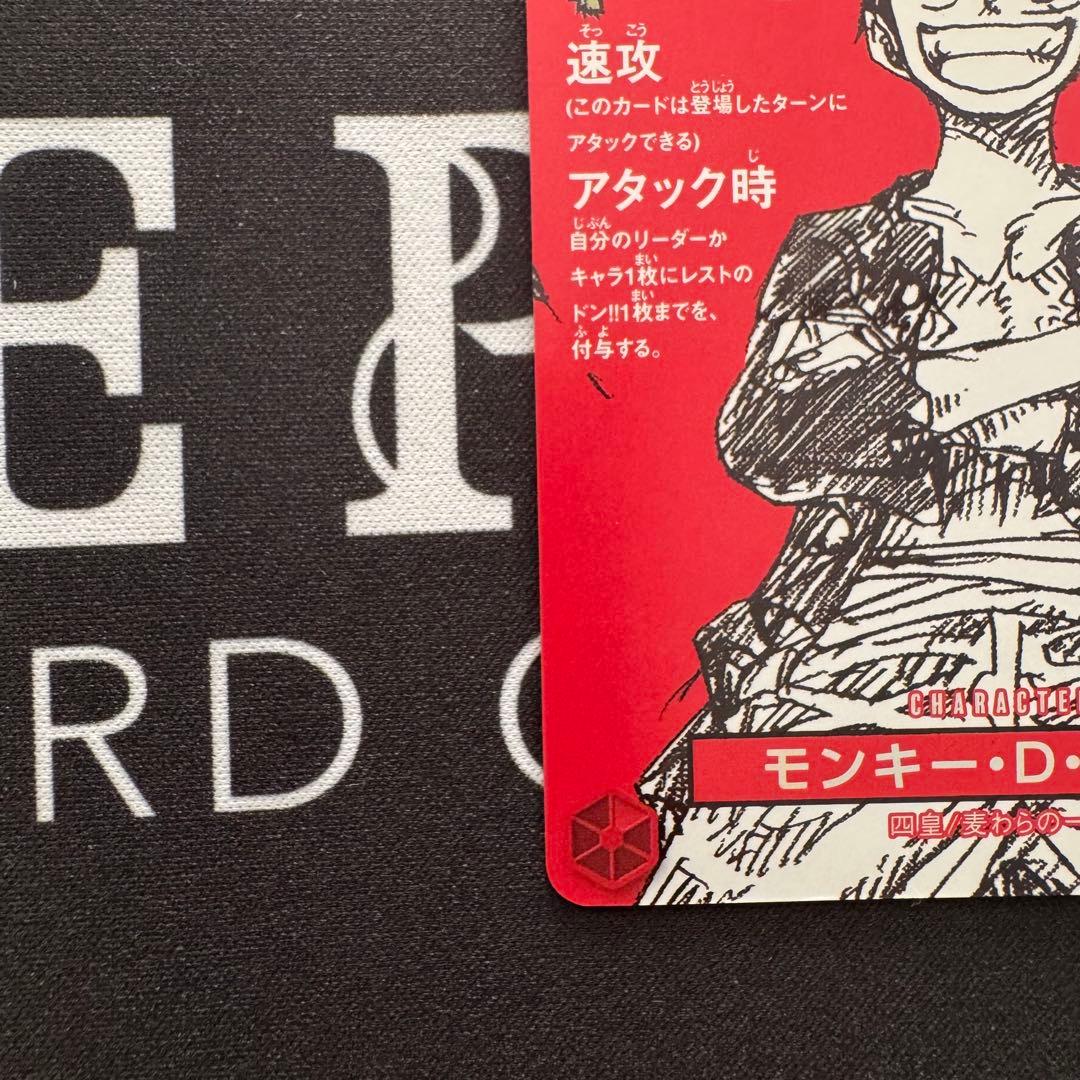 速攻
(このカードは登場したターンに
アタックできる)
アタック時
自分のリーダーか
キャラ1枚にレストの
ドン!!1枚までを、
付与する。
EP
RD
CHARACTE
モンキー・D・
四皇/麦わらの一